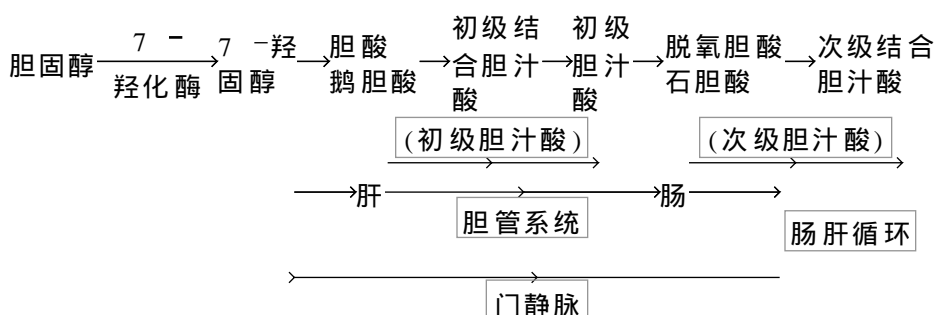 胆固醇
7 -
羟化酶
7 -羟
固醇
胆酸
鹅胆酸
初级结
合胆汁
酸
初级
胆汁
酸
脱氧胆酸
石胆酸
次级结合
胆汁酸
(初级胆汁酸)
(次级胆汁酸)
肝
肠
胆管系统
肠肝循环
门静脉